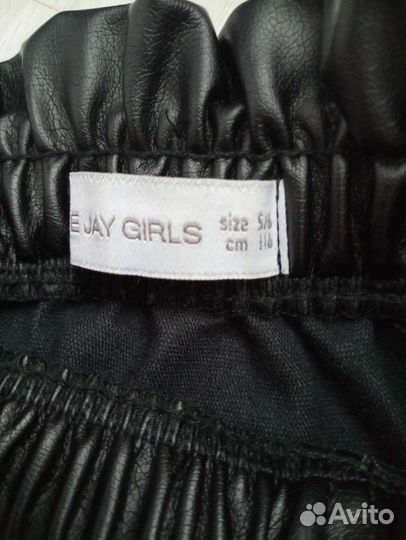 E JAY GIRLS
size 5/6
cm 116
Avito